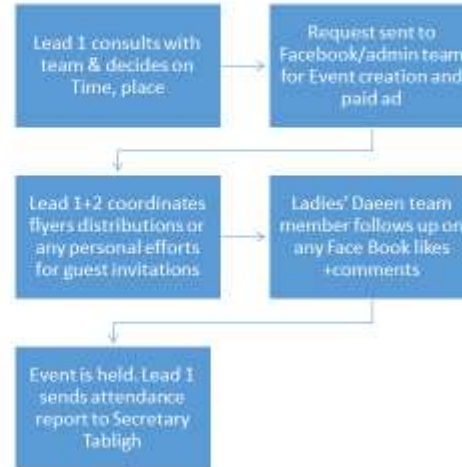 Lead 1 consults with
team & decides on
Time, place
Request sent to
Facebook/admin team
for Event creation and
paid ad
Lead 1+2 coordinates
flyers distributions or
any personal efforts
for guest invitations
Ladies' Daeen team
member follows up on
any Face Book likes
+comments
Event is held. Lead 1
sends attendance
report to Secretary
Tabligh